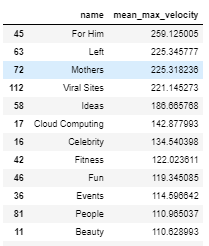 name mean_max_velocity
45 For Him 259.125005
63 Left 225.345777
72 Mothers 225.318236
112 Viral Sites 221.145273
58 Ideas 186.665768
17 Cloud Computing 142.877993
16 Celebrity 134.540398
42 Fitness 122.023611
46 Fun 119.345085
36 Events 114.596642
81 People 110.965037
11 Beauty 110.628993